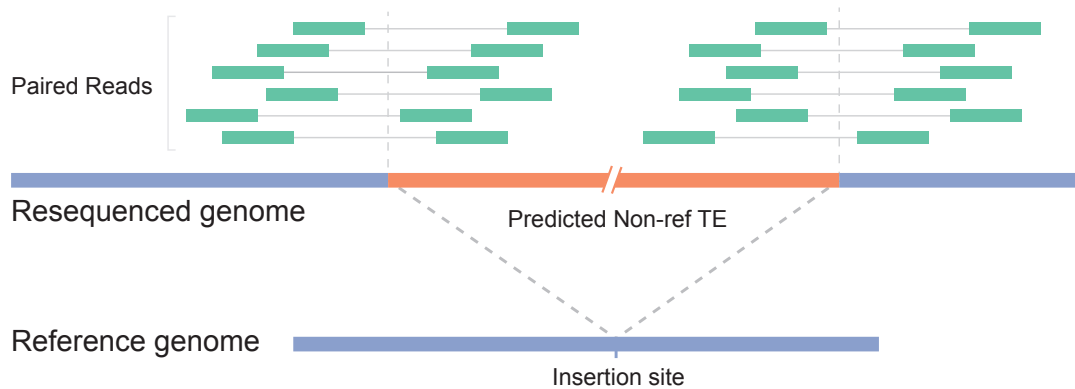 Paired Reads
Resequenced genome
Predicted Non-ref TE
Reference genome
Insertion site